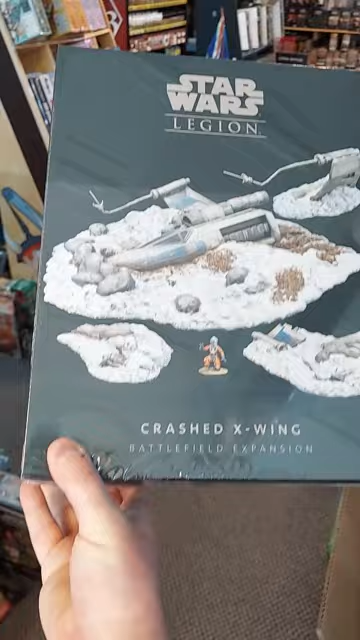 STAR
WARS
LEGION
CRASHED X-WING
BATTLEFIELD EXPANSION